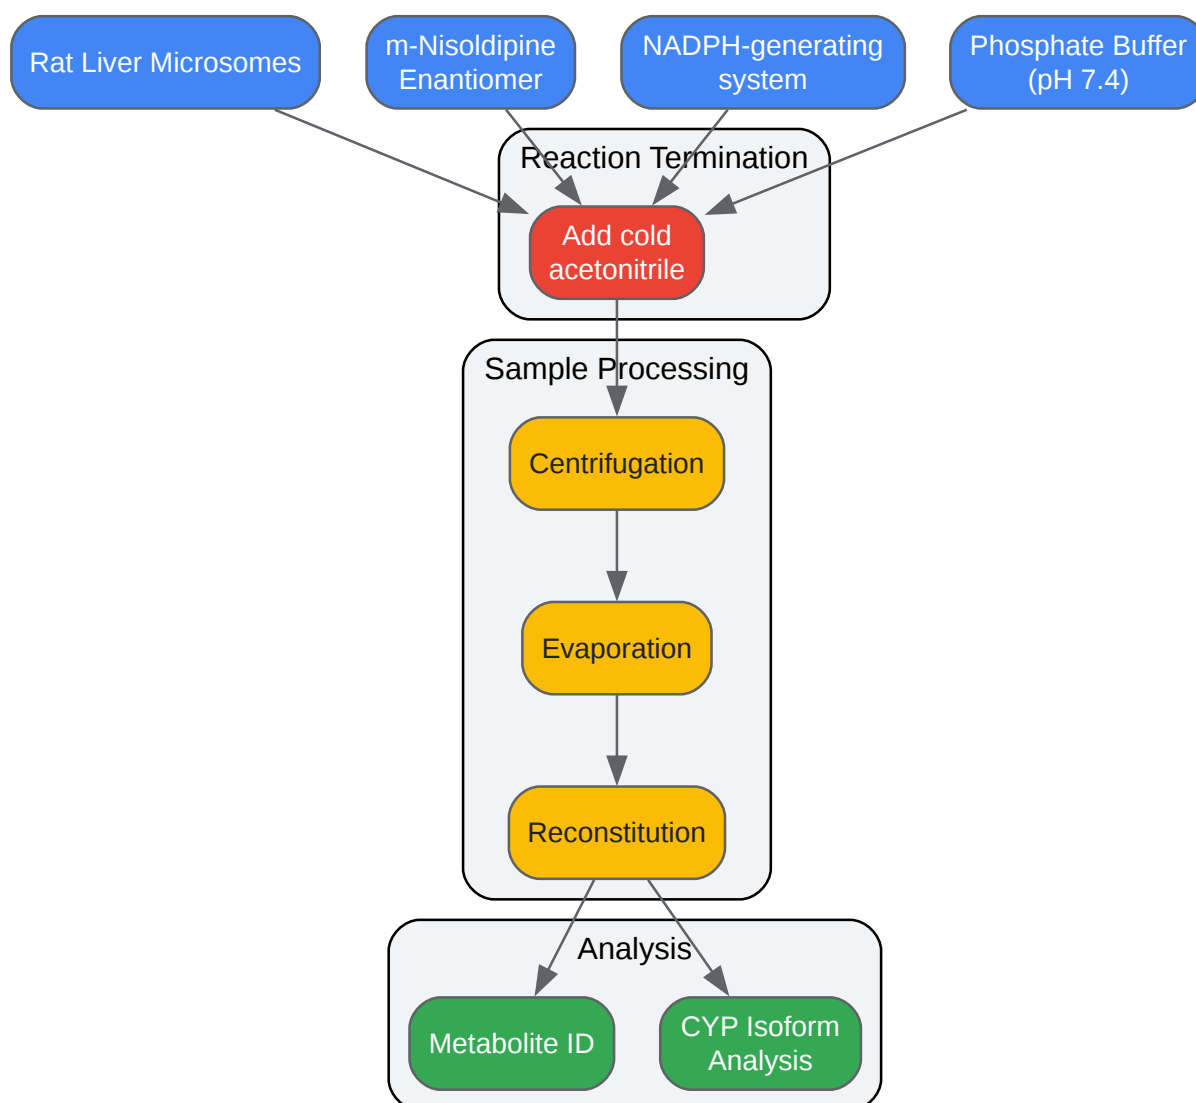 Rat Liver Microsomes
m-Nisoldipine
Enantiomer
NADPH-generating
system
Phosphate Buffer
(pH 7.4)
Reaction Termination
Add cold
acetonitrile
Sample Processing
Centrifugation
Evaporation
Reconstitution
Analysis
Metabolite ID
CYP Isoform
Analysis